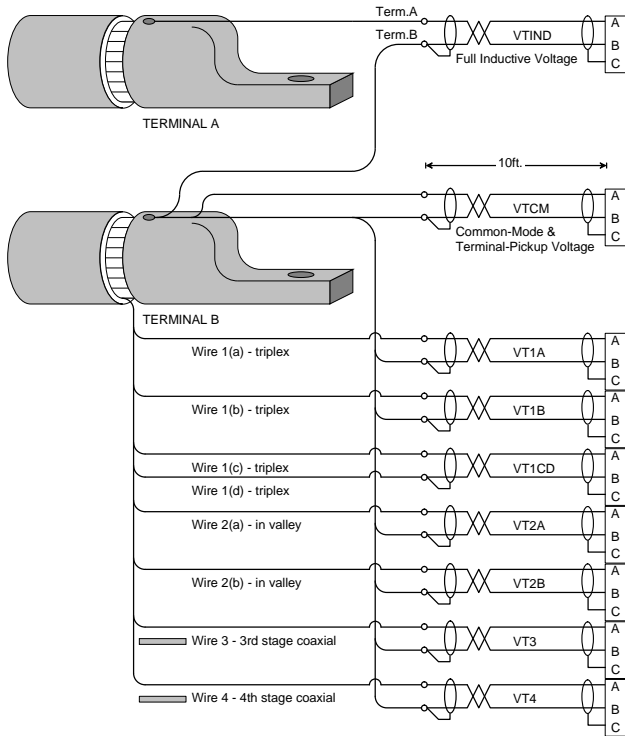 Term.A
A
Term.B
VTIND
B
Full Inductive Voltage
C
TERMINAL A
10ft.
A
VTCM
B
Common-Mode &
Terminal-Pickup Voltage
C
TERMINAL B
A
Wire 1(a) - triplex
VT1A
B
C
A
Wire 1(b) - triplex
VT1B
B
C
A
Wire 1(c) - triplex
VT1CD
B
Wire 1(d) - triplex
C
A
Wire 2(a) - in valley
VT2A
B
C
A
Wire 2(b) - in valley
VT2B
B
C
A
Wire 3 - 3rd stage coaxial
VT3
B
C
A
Wire 4 - 4th stage coaxial
VT4
B
C